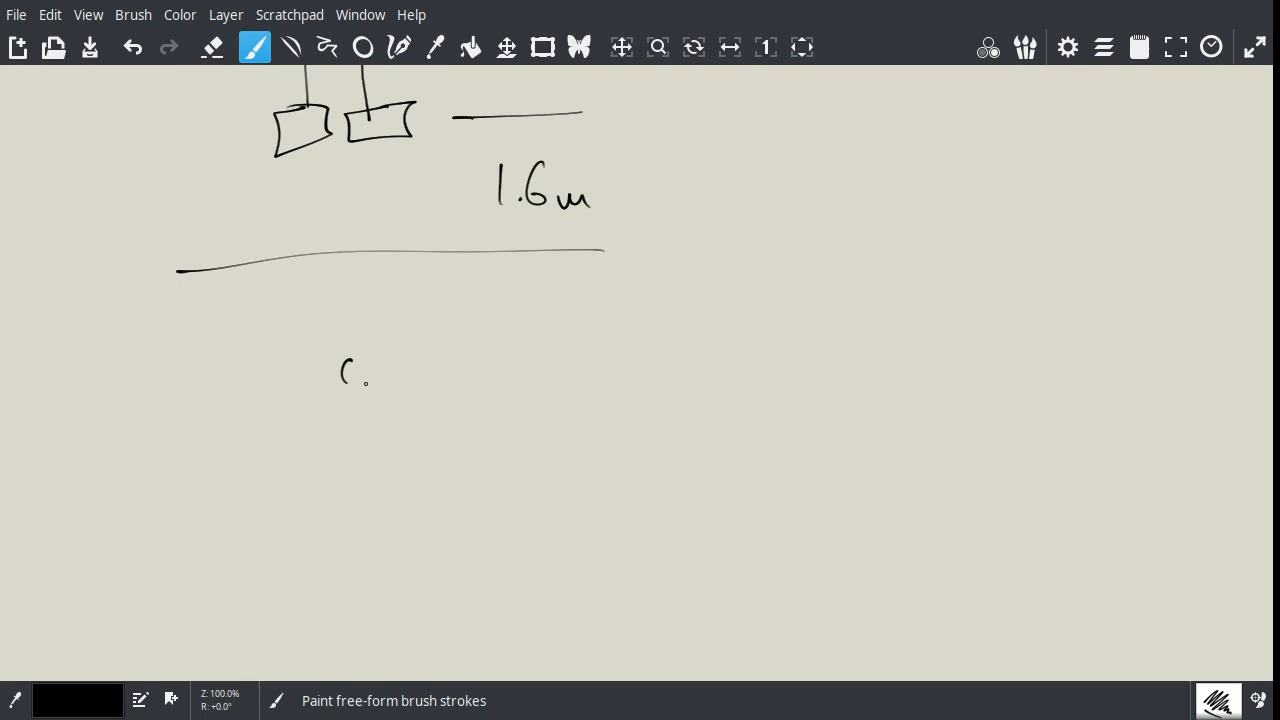 File Edit View Brush Color Layer Scratchpad Window Help
1.6m
Z: 100.0%
R: +0.0°
Paint free-form brush strokes